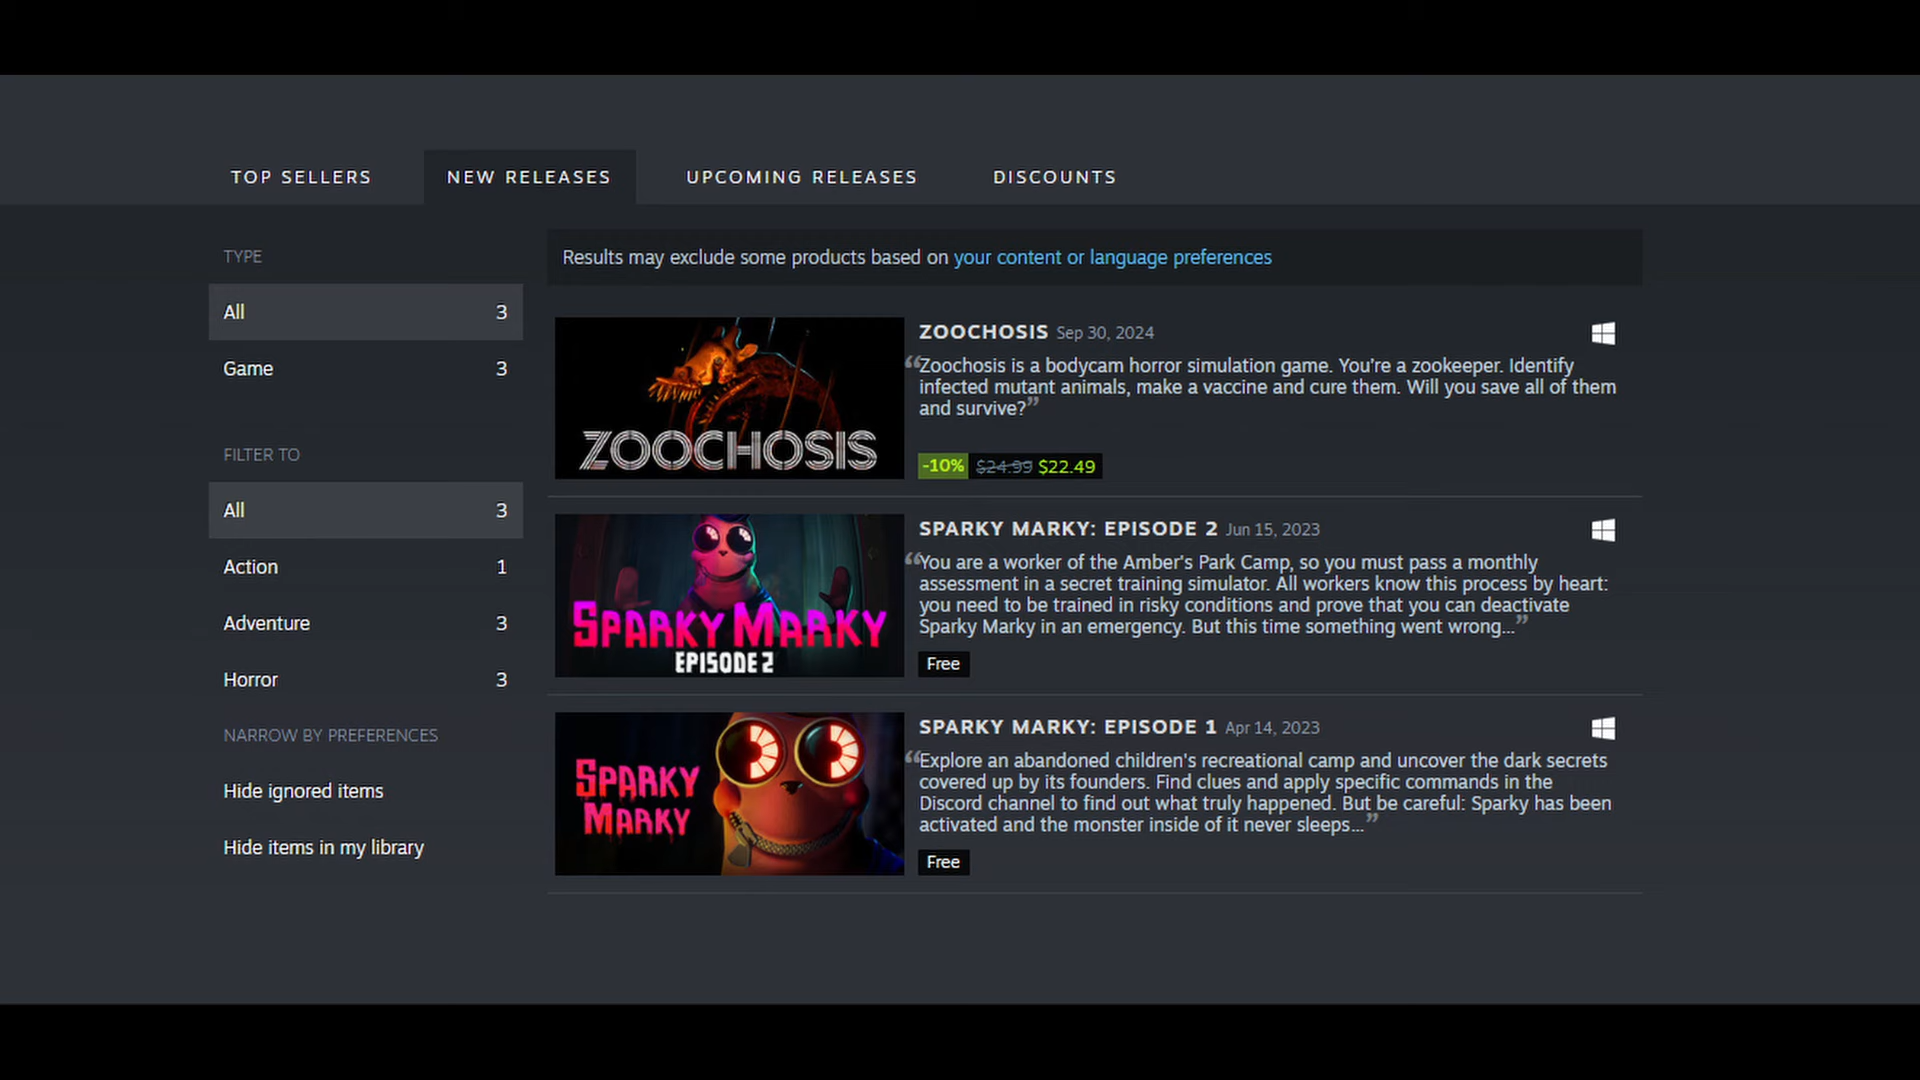 TOP SELLERS
NEW RELEASES
UPCOMING RELEASES
DISCOUNTS
TYPE
All 3
Game 3
FILTER TO
All 3
Action 1
Adventure 3
Horror 3
NARROW BY PREFERENCES
Hide ignored items
Hide items in my library
Results may exclude some products based on your content or language preferences
ZOOCHOSIS
ZOOCHOSIS Sep 30, 2024
“Zoochosis is a bodycam horror simulation game. You're a zookeeper. Identify
infected mutant animals, make a vaccine and cure them. Will you save all of them
and survive?”
-10% $24.99 $22.49
SPARKY MARKY
EPISODE 2
SPARKY MARKY: EPISODE 2 Jun 15, 2023
“You are a worker of the Amber's Park Camp, so you must pass a monthly
assessment in a secret training simulator. All workers know this process by heart:
you need to be trained in risky conditions and prove that you can deactivate
Sparky Marky in an emergency. But this time something went wrong...”
Free
SPARKY
MARKY
SPARKY MARKY: EPISODE 1 Apr 14, 2023
“Explore an abandoned children's recreational camp and uncover the dark secrets
covered up by its founders. Find clues and apply specific commands in the
Discord channel to find out what truly happened. But be careful: Sparky has been
activated and the monster inside of it never sleeps...”
Free